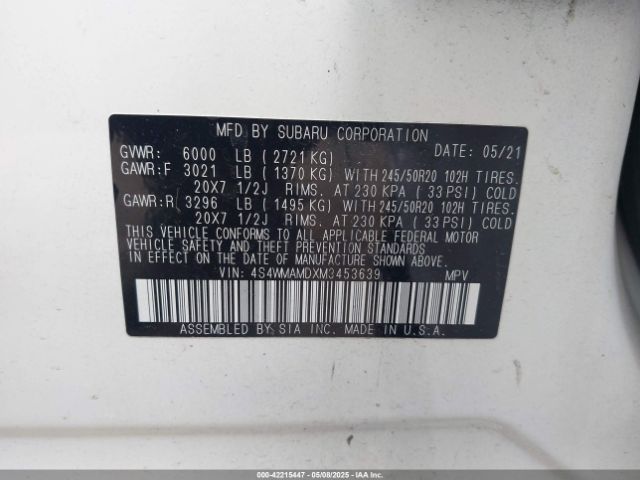 MFD BY SUBARU CORPORATION
GVWR: 6000 LB ( 2721 KG) DATE: 05/21
GAWR:F 3021 LB ( 1370 KG) WITH 245/50R20 102H TIRES,
20X7 1/2J RIMS, AT 230 KPA ( 33 PSI) COLD
GAWR:R 3296 LB ( 1495 KG) WITH 245/50R20 102H TIRES,
20X7 1/2J RIMS, AT 230 KPA ( 33 PSI) COLD
THIS VEHICLE CONFORMS TO ALL APPLICABLE FEDERAL MOTOR
VEHICLE SAFETY AND THEFT PREVENTION STANDARDS IN EFFECT
ON THE DATE OF MANUFACTURE SHOWN ABOVE.
VIN: 4S4WMAMDXM3453639 MPV
ASSEMBLED BY SIA INC. MADE IN U.S.A.
000-42215447 - 05/08/2025 - IAAI.com